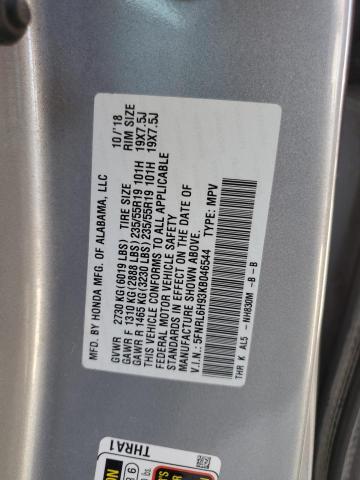 MFD. BY HONDA MFG. OF ALABAMA, LLC 10/'18
GVWR 2730 KG(6019 LBS) TIRE SIZE RIM SIZE
GAWR F 1310 KG(2888 LBS) 235/55R19 101H 19X7.5J
GAWR R 1465 KG(3230 LBS) 235/55R19 101H 19X7.5J
THIS VEHICLE CONFORMS TO ALL APPLICABLE
FEDERAL MOTOR VEHICLE SAFETY
STANDARDS IN EFFECT ON THE DATE OF
MANUFACTURE SHOWN ABOVE.
V.I.N.: 5FNRL6H93KB046544 TYPE: MPV
THR K AL5 - NH830M -B -B
THRA1